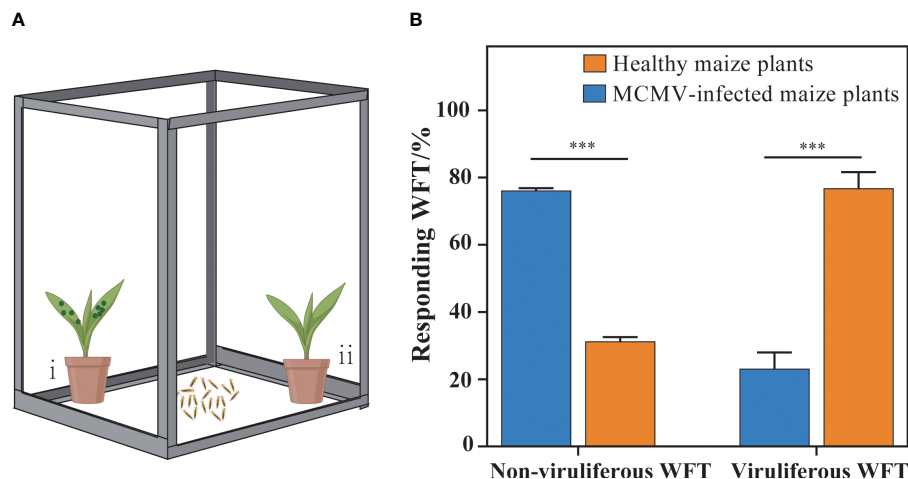 A
i
ii
B
Healthy maize plants
MCMV-infected maize plants
Responding WFT/%
100
80
60
40
20
0
***
***
Non-viruliferous WFT
Viruliferous WFT